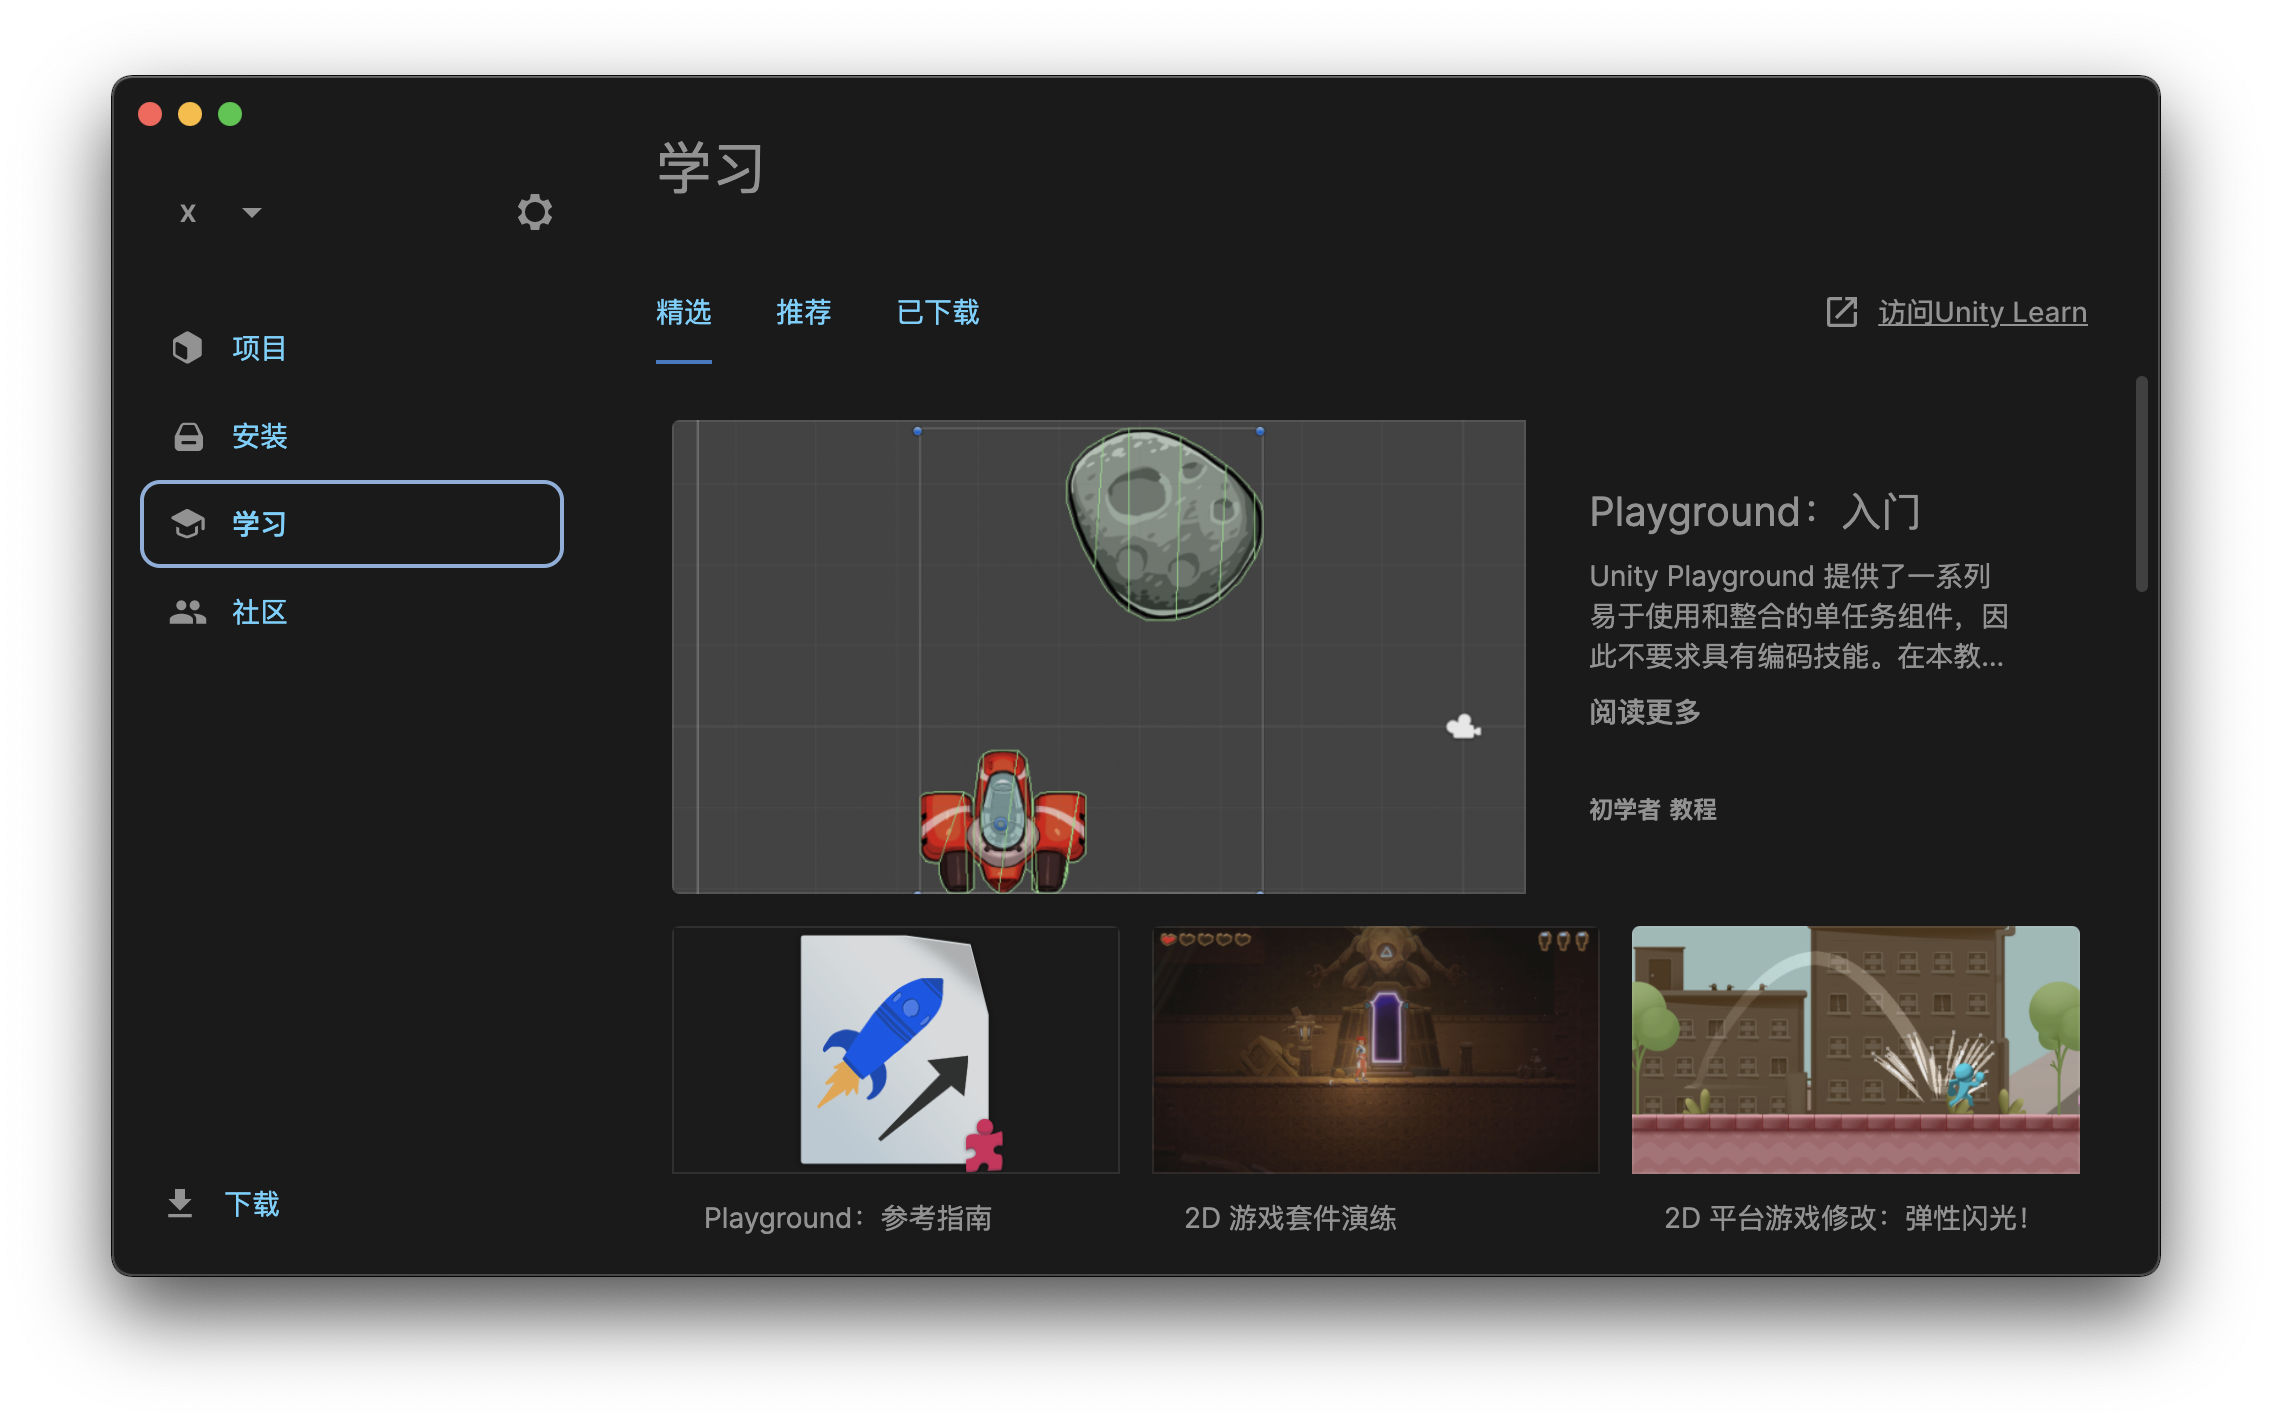 学习
x
项目
安装
学习
社区
下载
精选
推荐
已下载
访问Unity Learn
Playground：入门
Unity Playground 提供了一系列
易于使用和整合的单任务组件，因
此不要求具有编码技能。在本教...
阅读更多
初学者 教程
Playground：参考指南
2D 游戏套件演练
2D 平台游戏修改：弹性闪光！